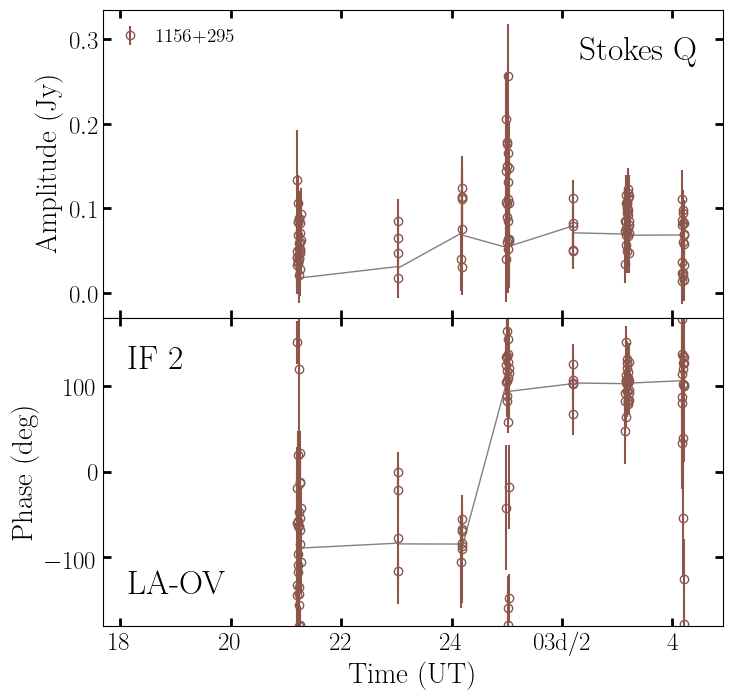 1156+295
Stokes Q
0.3
0.2
0.1
0.0
Amplitude (Jy)
IF 2
100
0
−100
Phase (deg)
LA-OV
18 20 22 24 03d/2 4
Time (UT)